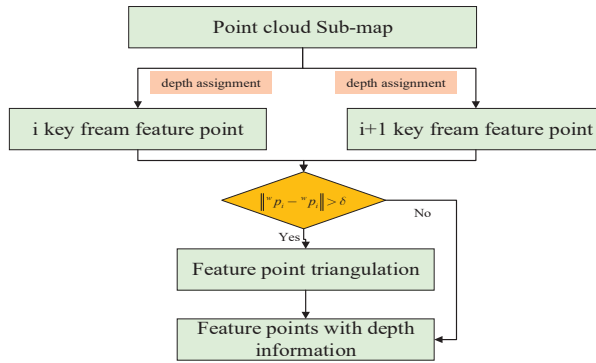 Point cloud Sub-map
depth assignment
depth assignment
i key fream feature point
i+1 key fream feature point
‖ʷpᵢ − ʷpᵢ‖ > δ
No
Yes
Feature point triangulation
Feature points with depth
information